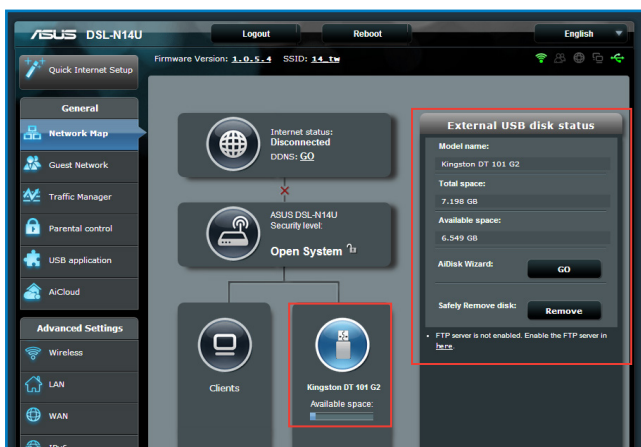 ASUS DSL-N14U
Logout
Reboot
English
Quick Internet Setup
Firmware Version: 1.0.5.4 SSID: 14_tw
General
Network Map
Guest Network
Traffic Manager
Parental control
USB application
AiCloud
Advanced Settings
Wireless
LAN
WAN
Internet status:
Disconnected
DDNS: GO
ASUS DSL-N14U
Security level:
Open System
Clients
Kingston DT 101 G2
Available space:
External USB disk status
Model name:
Kingston DT 101 G2
Total space:
7.198 GB
Available space:
6.549 GB
AiDisk Wizard:
GO
Safely Remove disk:
Remove
• FTP server is not enabled. Enable the FTP server in
here.